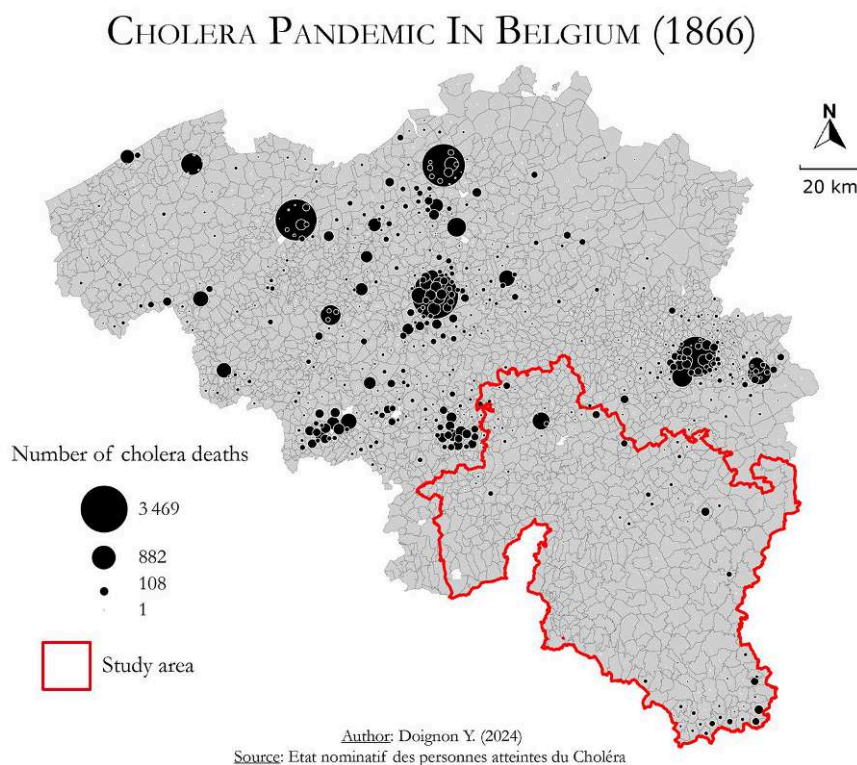 CHOLERA PANDEMIC IN BELGIUM (1866)
N
20 km
Number of cholera deaths
3 469
882
108
1
Study area
Author: Doignon Y. (2024)
Source: Etat nominatif des personnes atteintes du Choléra